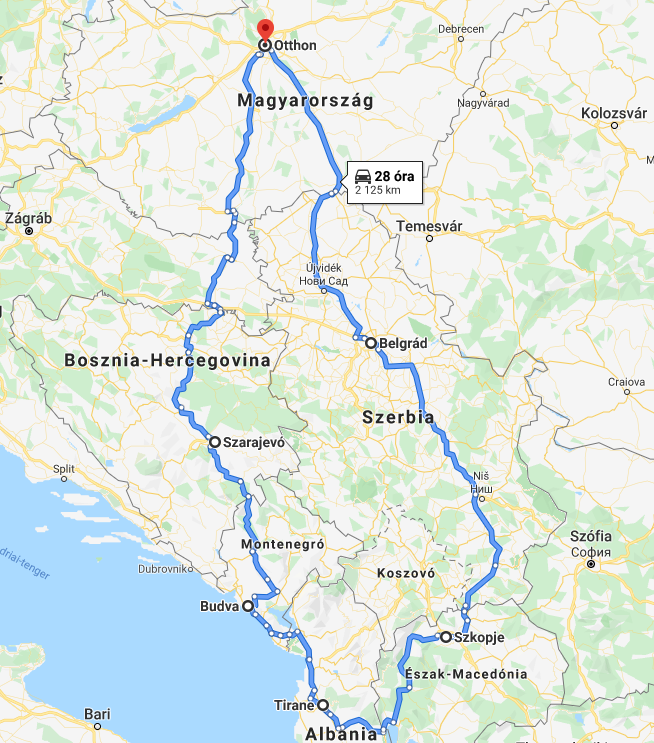 Debrecen
Otthon
Magyarország
Nagyvárad
Kolozsvár
28 óra
2 125 km
Zágráb
Temesvár
Újvidék
Нови Сад
Belgrád
Bosznia-Hercegovina
Craiova
Szerbia
Szarajevó
Split
Niš
Ниш
Szófia
София
Montenegró
drial-tenger
Dubrovnik
Koszovó
Budva
Szkopje
Észak-Macedónia
Tirane
Bari
Albánia